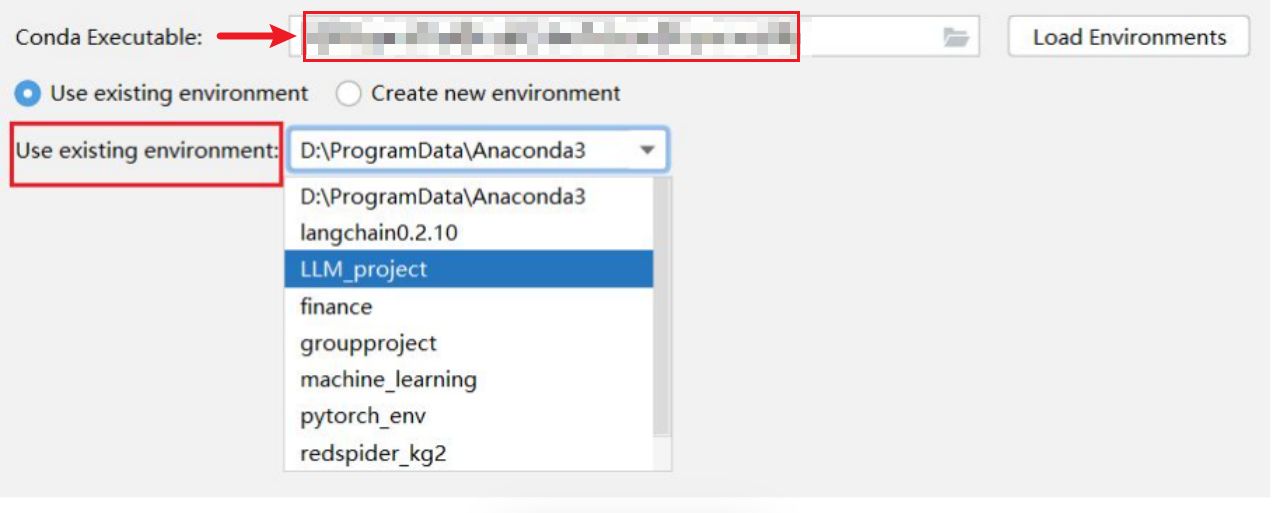 Conda Executable: Load Environments
Use existing environment Create new environment
Use existing environment: D:\ProgramData\Anaconda3
D:\ProgramData\Anaconda3
langchain0.2.10
LLM_project
finance
groupproject
machine_learning
pytorch_env
redspider_kg2